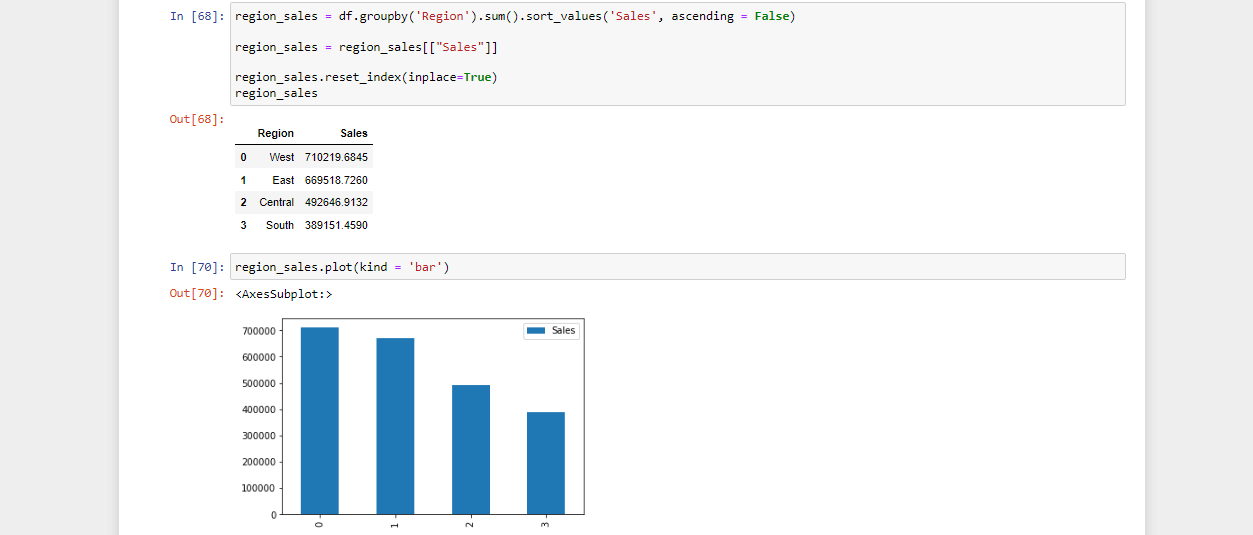 In [68]: region_sales = df.groupby('Region').sum().sort_values('Sales', ascending = False)
region_sales = region_sales[["Sales"]]
region_sales.reset_index(inplace=True)
region_sales
Out[68]:
Region Sales
0 West 710219.6845
1 East 669518.7260
2 Central 492646.9132
3 South 389151.4590
In [70]: region_sales.plot(kind = 'bar')
Out[70]: <AxesSubplot:>
Sales
700000
600000
500000
400000
300000
200000
100000
0
0 1 2 3